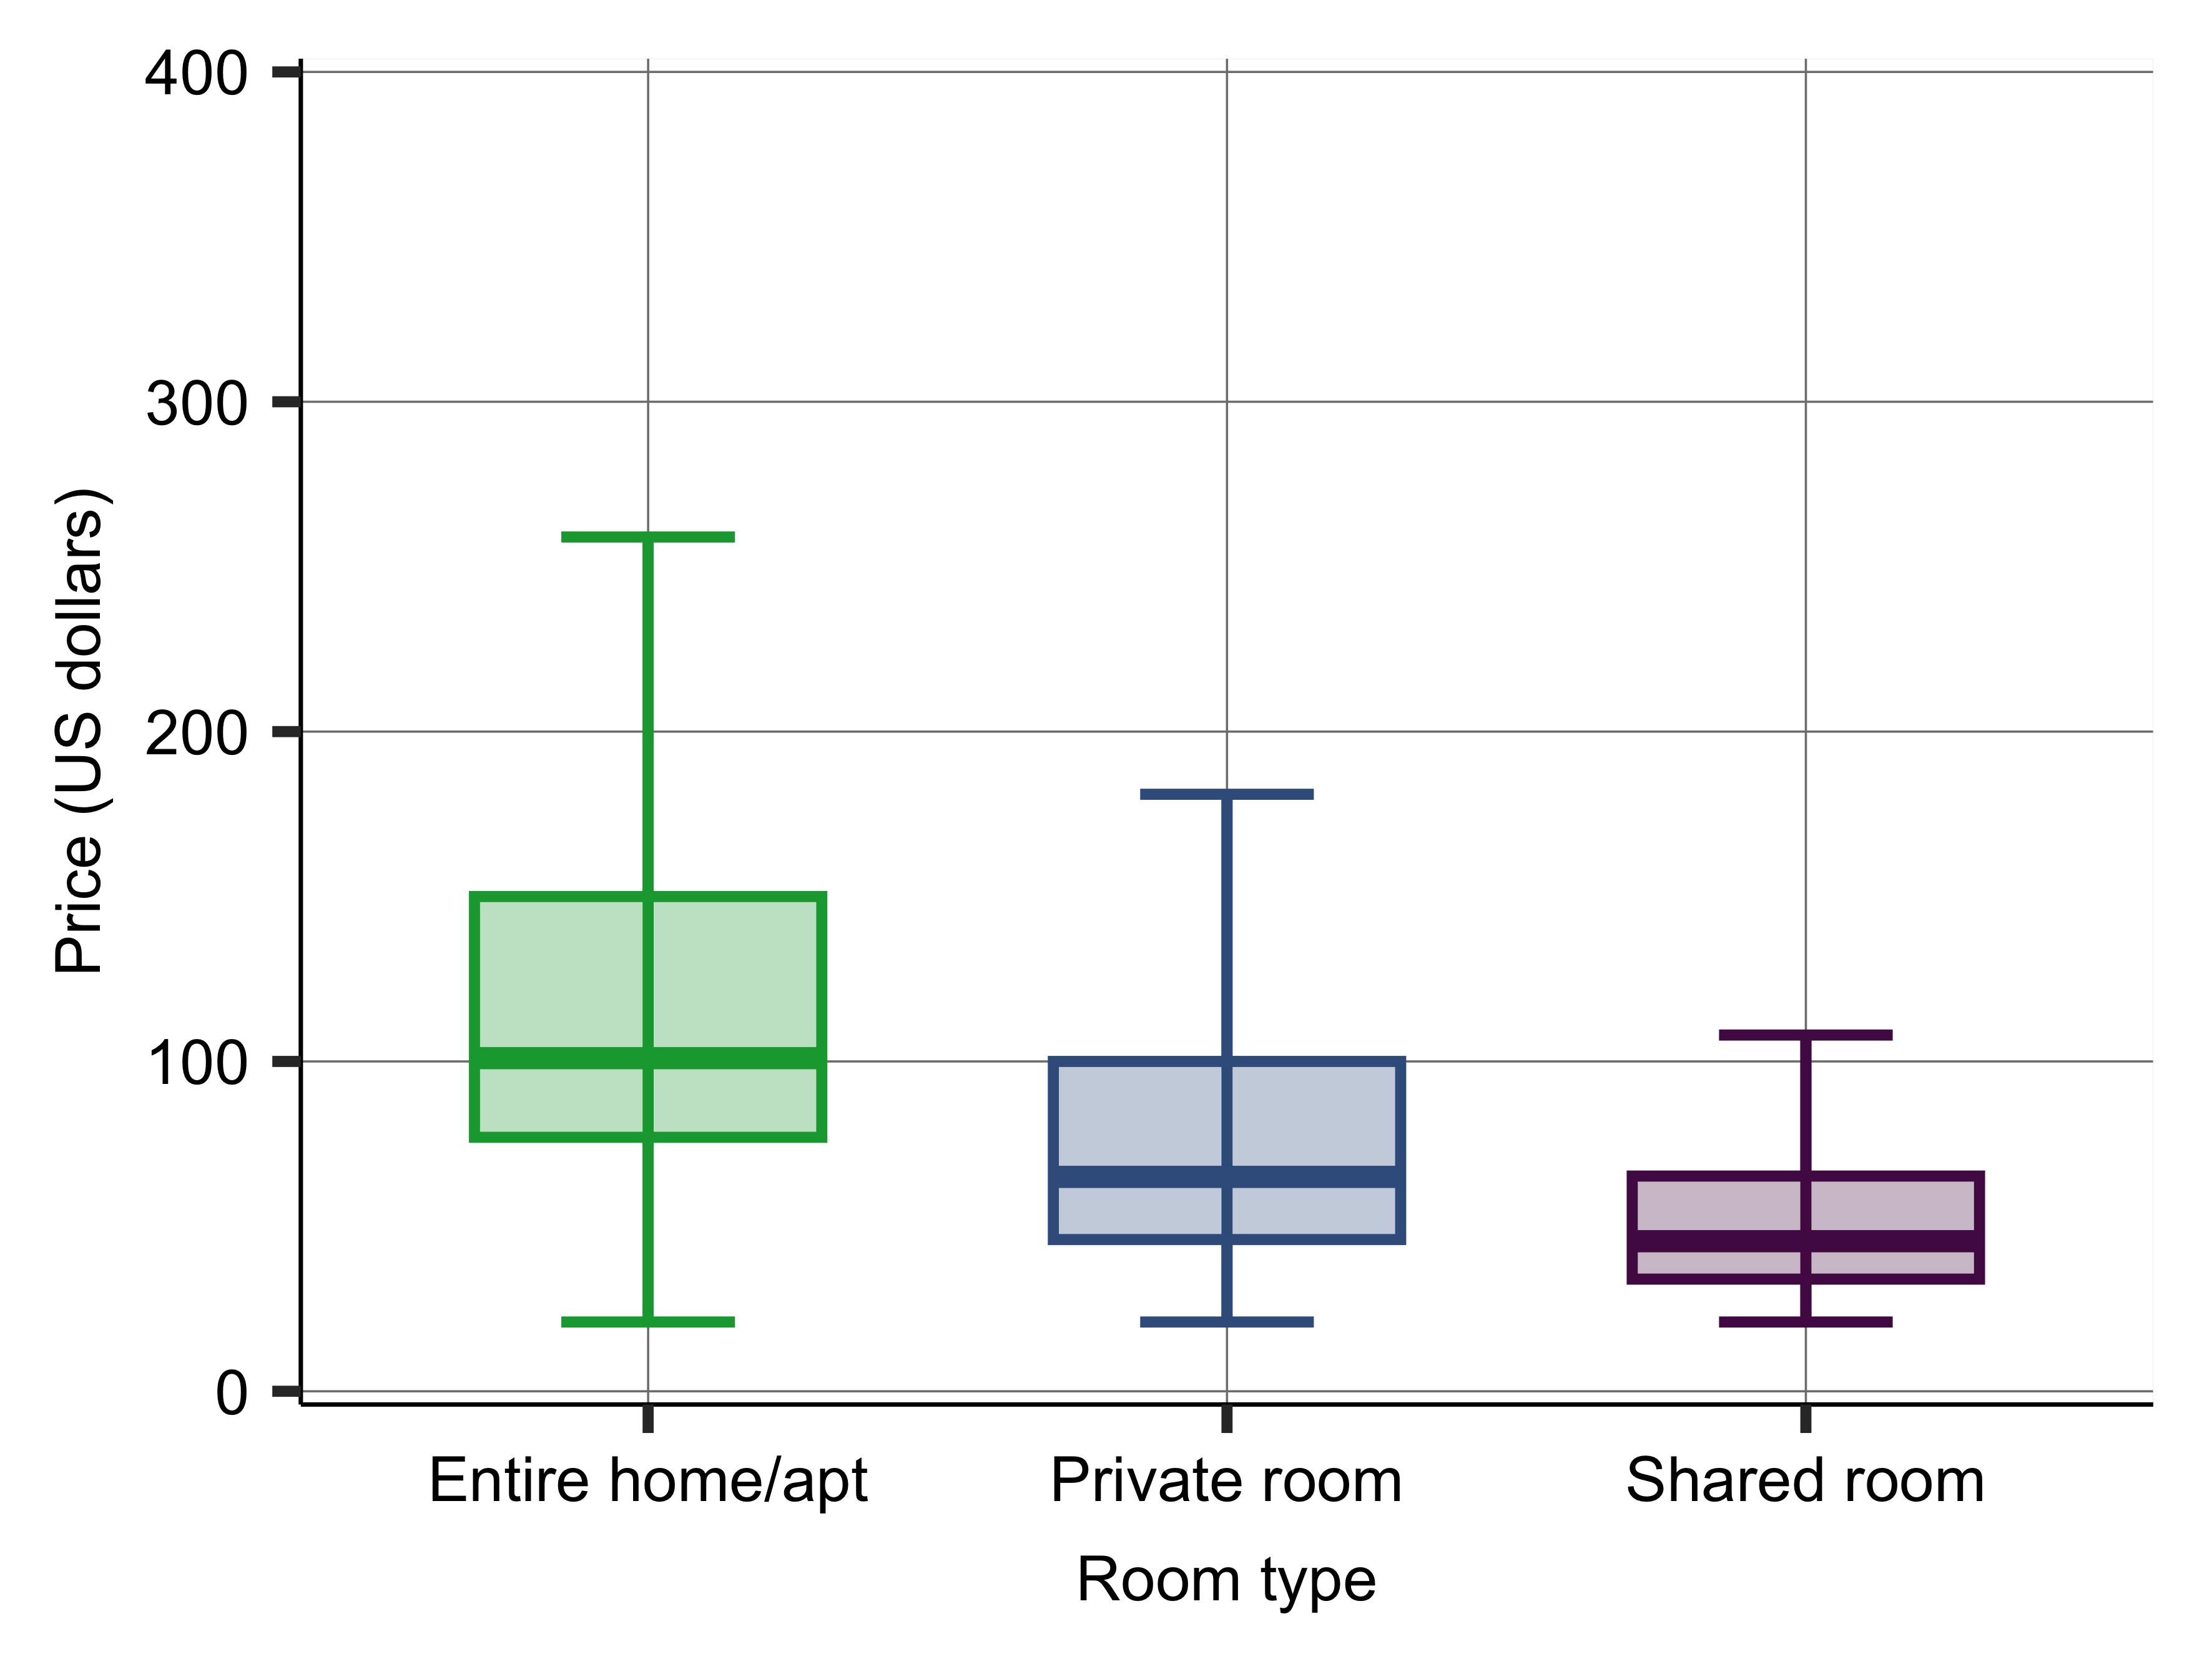 400
300
200
100
0
Price (US dollars)
Entire home/apt
Private room
Shared room
Room type